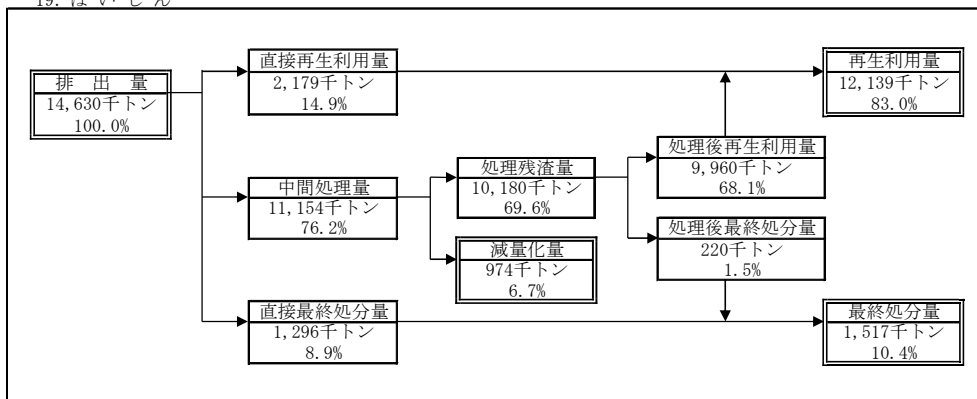 19. ばいじん
排出量
14,630千トン
100.0%
直接再生利用量
2,179千トン
14.9%
再生利用量
12,139千トン
83.0%
中間処理量
11,154千トン
76.2%
処理残渣量
10,180千トン
69.6%
処理後再生利用量
9,960千トン
68.1%
減量化量
974千トン
6.7%
処理後最終処分量
220千トン
1.5%
直接最終処分量
1,296千トン
8.9%
最終処分量
1,517千トン
10.4%